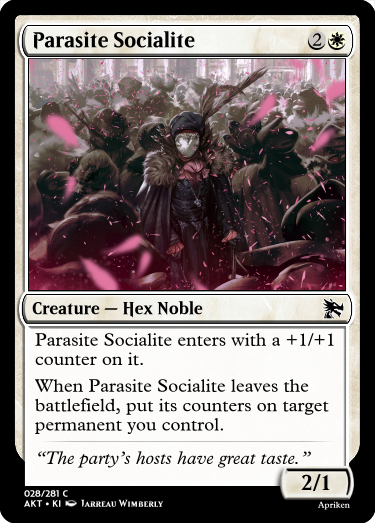 Parasite Socialite
2
Creature — Hex Noble
Parasite Socialite enters with a +1/+1
counter on it.
When Parasite Socialite leaves the
battlefield, put its counters on target
permanent you control.
“The party’s hosts have great taste.”
2/1
028/281 C
AKT • KI Jarreau Wimberly
Apriken